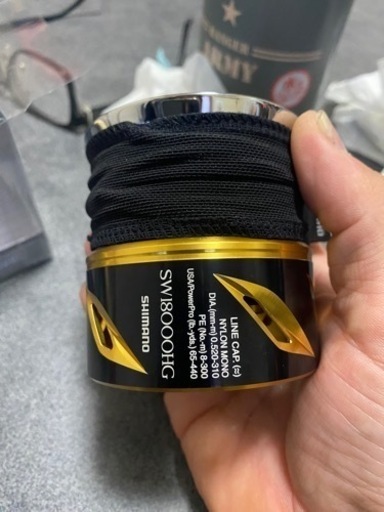 RANGER
ARMY
LINE CAP.(≈)
NYLON MONO
DIA.(mm-m) 0.520-310
PE (No.-m) 8-300
USA/PowerPro (lb-yds.) 65-440
SW18000HG
SHIMANO